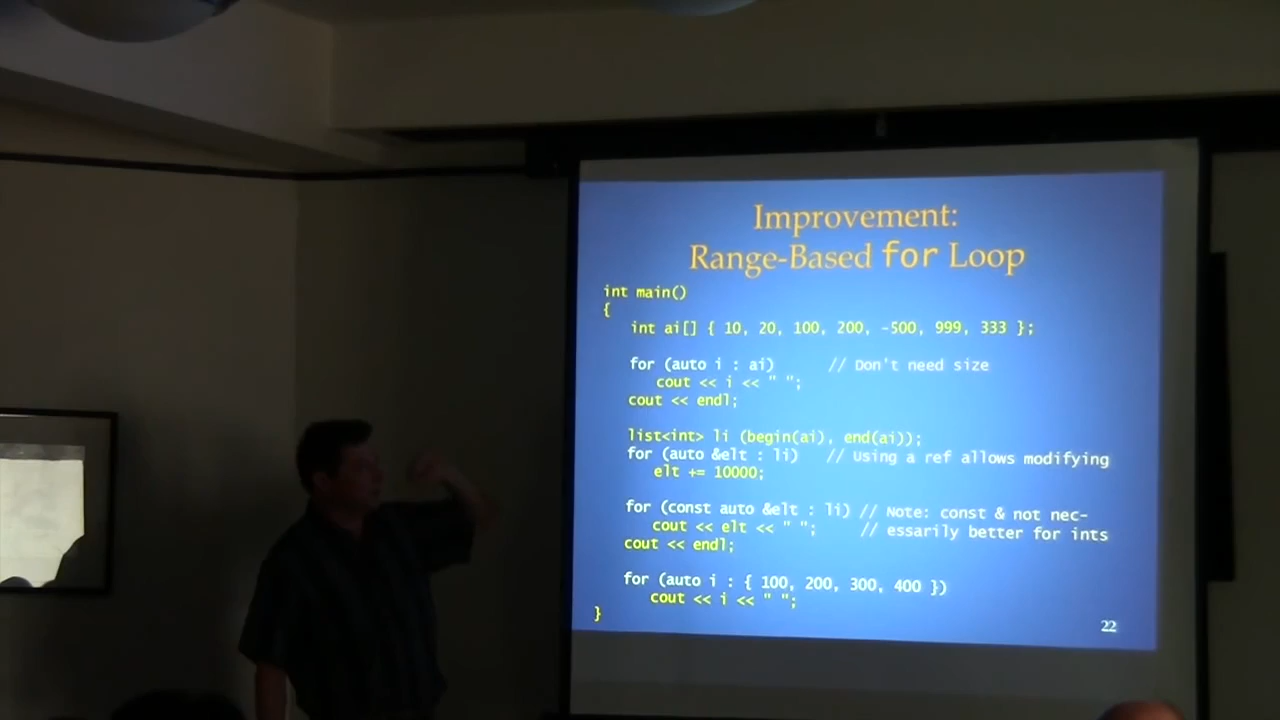 Improvement:
Range-Based for Loop
int main()
{
int ai[] { 10, 20, 100, 200, -500, 999, 333 };
for (auto i : ai) // Don't need size
cout << i << " ";
cout << endl;
list<int> li (begin(ai), end(ai));
for (auto &elt : li) // Using a ref allows modifying
elt += 10000;
for (const auto &elt : li) // Note: const & not nec-
cout << elt << " "; // essarily better for ints
cout << endl;
for (auto i : { 100, 200, 300, 400 })
cout << i << " ";
}
22